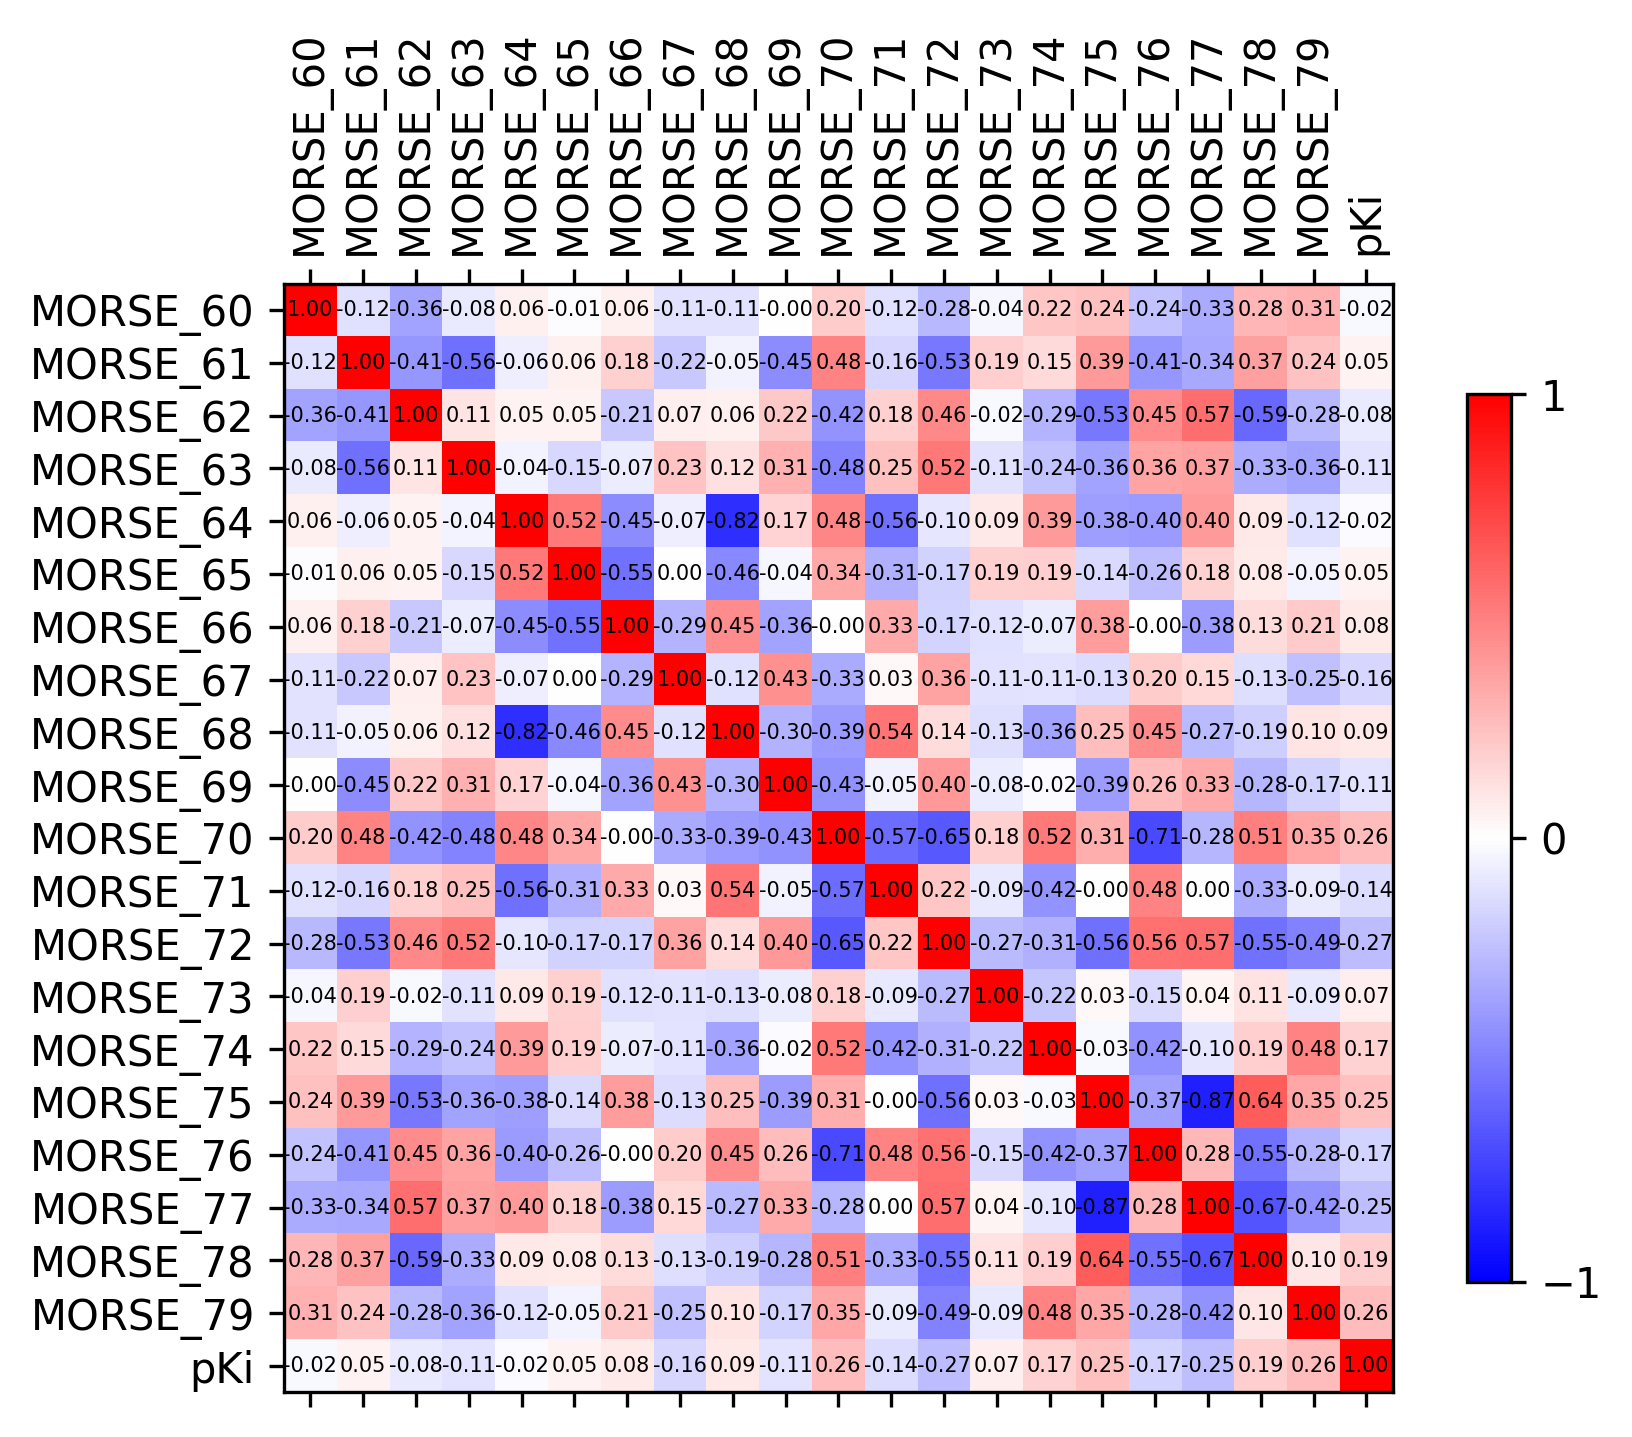 MORSE_60 MORSE_61 MORSE_62 MORSE_63 MORSE_64 MORSE_65 MORSE_66 MORSE_67 MORSE_68 MORSE_69 MORSE_70 MORSE_71 MORSE_72 MORSE_73 MORSE_74 MORSE_75 MORSE_76 MORSE_77 MORSE_78 MORSE_79 pKi
MORSE_60 1.00 -0.12 -0.36 -0.08 0.06 -0.01 0.06 -0.11 -0.11 -0.00 0.20 -0.12 -0.28 -0.04 0.22 0.24 -0.24 -0.33 0.28 0.31 -0.02
MORSE_61 -0.12 1.00 -0.41 -0.56 -0.06 0.06 0.18 -0.22 -0.05 -0.45 0.48 -0.16 -0.53 0.19 0.15 0.39 -0.41 -0.34 0.37 0.24 0.05
MORSE_62 -0.36 -0.41 1.00 0.11 0.05 0.05 -0.21 0.07 0.06 0.22 -0.42 0.18 0.46 -0.02 -0.29 -0.53 0.45 0.57 -0.59 -0.28 -0.08
MORSE_63 -0.08 -0.56 0.11 1.00 -0.04 -0.15 -0.07 0.23 0.12 0.31 -0.48 0.25 0.52 -0.11 -0.24 -0.36 0.36 0.37 -0.33 -0.36 -0.11
MORSE_64 0.06 -0.06 0.05 -0.04 1.00 0.52 -0.45 -0.07 -0.82 0.17 0.48 -0.56 -0.10 0.09 0.39 -0.38 -0.40 0.40 0.09 -0.12 -0.02
MORSE_65 -0.01 0.06 0.05 -0.15 0.52 1.00 -0.55 0.00 -0.46 -0.04 0.34 -0.31 -0.17 0.19 0.19 -0.14 -0.26 0.18 0.08 -0.05 0.05
MORSE_66 0.06 0.18 -0.21 -0.07 -0.45 -0.55 1.00 -0.29 0.45 -0.36 -0.00 0.33 -0.17 -0.12 -0.07 0.38 -0.00 -0.38 0.13 0.21 0.08
MORSE_67 -0.11 -0.22 0.07 0.23 -0.07 0.00 -0.29 1.00 -0.12 0.43 -0.33 0.03 0.36 -0.11 -0.11 -0.13 0.20 0.15 -0.13 -0.25 -0.16
MORSE_68 -0.11 -0.05 0.06 0.12 -0.82 -0.46 0.45 -0.12 1.00 -0.30 -0.39 0.54 0.14 -0.13 -0.36 0.25 0.45 -0.27 -0.19 0.10 0.09
MORSE_69 -0.00 -0.45 0.22 0.31 0.17 -0.04 -0.36 0.43 -0.30 1.00 -0.43 -0.05 0.40 -0.08 -0.02 -0.39 0.26 0.33 -0.28 -0.17 -0.11
MORSE_70 0.20 0.48 -0.42 -0.48 0.48 0.34 -0.00 -0.33 -0.39 -0.43 1.00 -0.57 -0.65 0.18 0.52 0.31 -0.71 -0.28 0.51 0.35 0.26
MORSE_71 -0.12 -0.16 0.18 0.25 -0.56 -0.31 0.33 0.03 0.54 -0.05 -0.57 1.00 0.22 -0.09 -0.42 -0.00 0.48 0.00 -0.33 -0.09 -0.14
MORSE_72 -0.28 -0.53 0.46 0.52 -0.10 -0.17 -0.17 0.36 0.14 0.40 -0.65 0.22 1.00 -0.27 -0.31 -0.56 0.56 0.57 -0.55 -0.49 -0.27
MORSE_73 -0.04 0.19 -0.02 -0.11 0.09 0.19 -0.12 -0.11 -0.13 -0.08 0.18 -0.09 -0.27 1.00 -0.22 0.03 -0.15 0.04 0.11 -0.09 0.07
MORSE_74 0.22 0.15 -0.29 -0.24 0.39 0.19 -0.07 -0.11 -0.36 -0.02 0.52 -0.42 -0.31 -0.22 1.00 -0.03 -0.42 -0.10 0.19 0.48 0.17
MORSE_75 0.24 0.39 -0.53 -0.36 -0.38 -0.14 0.38 -0.13 0.25 -0.39 0.31 -0.00 -0.56 0.03 -0.03 1.00 -0.37 -0.87 0.64 0.35 0.25
MORSE_76 -0.24 -0.41 0.45 0.36 -0.40 -0.26 -0.00 0.20 0.45 0.26 -0.71 0.48 0.56 -0.15 -0.42 -0.37 1.00 0.28 -0.55 -0.28 -0.17
MORSE_77 -0.33 -0.34 0.57 0.37 0.40 0.18 -0.38 0.15 -0.27 0.33 -0.28 0.00 0.57 0.04 -0.10 -0.87 0.28 1.00 -0.67 -0.42 -0.25
MORSE_78 0.28 0.37 -0.59 -0.33 0.09 0.08 0.13 -0.13 -0.19 -0.28 0.51 -0.33 -0.55 0.11 0.19 0.64 -0.55 -0.67 1.00 0.10 0.19
MORSE_79 0.31 0.24 -0.28 -0.36 -0.12 -0.05 0.21 -0.25 0.10 -0.17 0.35 -0.09 -0.49 -0.09 0.48 0.35 -0.28 -0.42 0.10 1.00 0.26
pKi -0.02 0.05 -0.08 -0.11 -0.02 0.05 0.08 -0.16 0.09 -0.11 0.26 -0.14 -0.27 0.07 0.17 0.25 -0.17 -0.25 0.19 0.26 1.00
1
0
−1